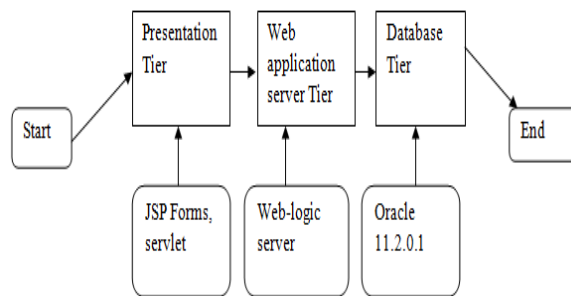 Presentation
Tier
Web
application
server Tier
Database
Tier
Start
End
JSP Forms,
servlet
Web-logic
server
Oracle
11.2.0.1